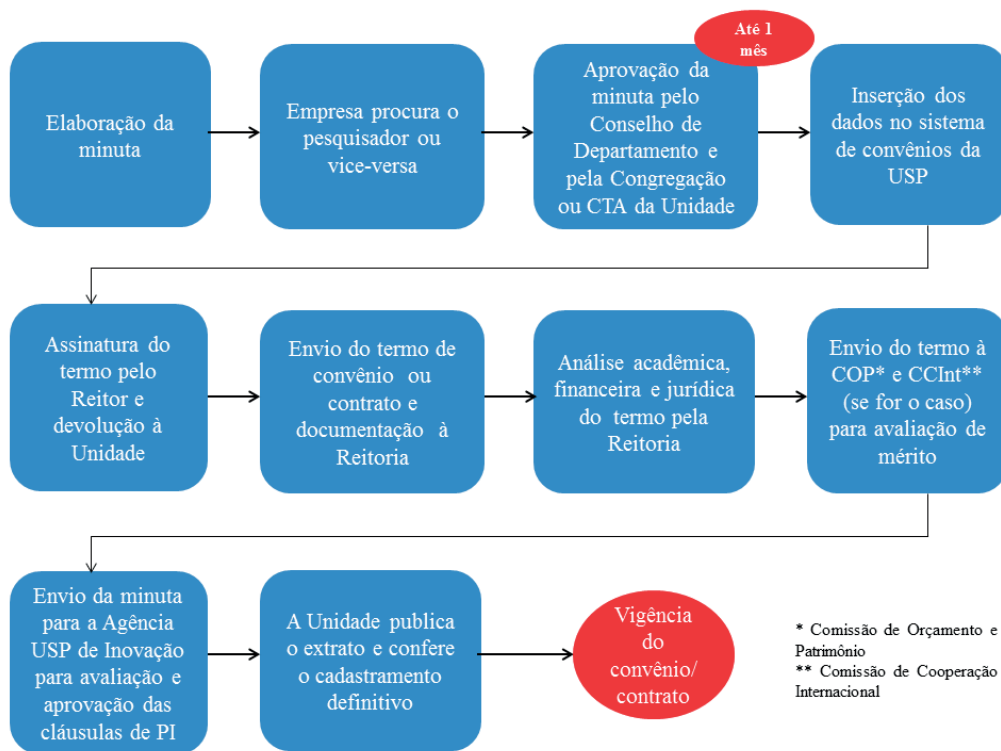 Elaboração da
minuta
Empresa procura o
pesquisador ou
vice-versa
Até 1
mês
Aprovação da
minuta pelo
Conselho de
Departamento e
pela Congregação
ou CTA da Unidade
Inserção dos
dados no sistema
de convênios da
USP
Assinatura do
termo pelo
Reitor e
devolução à
Unidade
Envio do termo de
convênio ou
contrato e
documentação à
Reitoria
Análise acadêmica,
financeira e jurídica
do termo pela
Reitoria
Envio do termo à
COP* e CCInt**
(se for o caso)
para avaliação de
mérito
Envio da minuta
para a Agência
USP de Inovação
para avaliação e
aprovação das
cláusulas de PI
A Unidade publica
o extrato e confere
o cadastramento
definitivo
Vigência
do
convênio/
contrato
* Comissão de Orçamento e
Patrimônio
** Comissão de Cooperação
Internacional